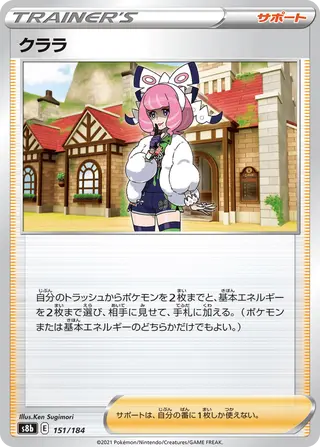 TRAINER'S
サポート
クララ
自分のトラッシュからポケモンを2枚までと、基本エネルギー
を2枚まで選び、相手に見せて、手札に加える。（ポケモン
または基本エネルギーのどちらかだけでもよい。）
Illus.Ken Sugimori
s8b E 151/184
サポートは、自分の番に1枚しか使えない。
©2021 Pokémon/Nintendo/Creatures/GAME FREAK.